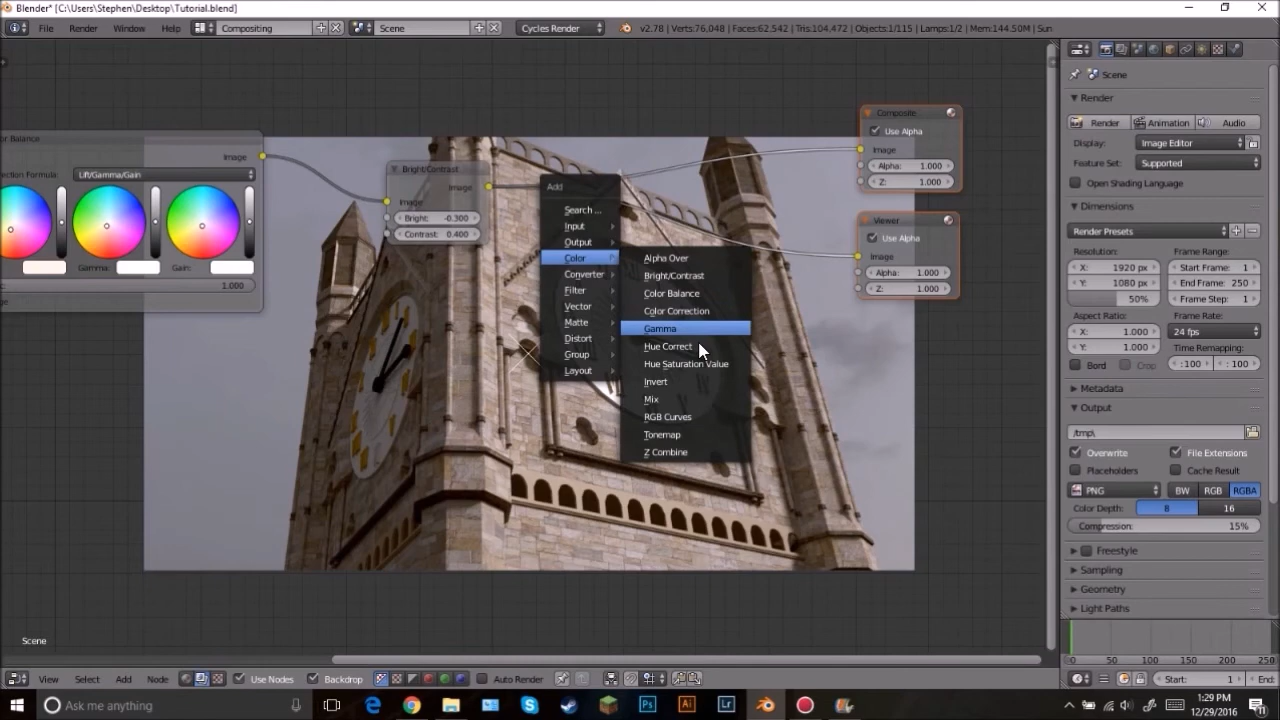 Blender* [C:\Users\Stephen\Desktop\Tutorial.blend]
File Render Window Help Compositing Scene Cycles Render v2.78 | Verts:76,048 | Faces:62,542 | Tris:104,472 | Objects:1/115 | Lamps:1/2 | Mem:144.50M | Sun
Scene
Render
Render Animation Audio
Display: Image Editor
Feature Set: Supported
Open Shading Language
Dimensions
Render Presets
Resolution: Frame Range:
X: 1920 px Start Frame: 1
Y: 1080 px End Frame: 250
50% Frame Step: 1
Aspect Ratio: Frame Rate:
X: 1.000 24 fps
Y: 1.000 Time Remapping:
Bord Crop :100 :100
Metadata
Output
/tmp\
Overwrite File Extensions
Placeholders Cache Result
PNG BW RGB RGBA
Color Depth: 8 16
Compression: 15%
Freestyle
Sampling
Geometry
Light Paths
or Balance
Image
ection Formula: Lift/Gamma/Gain
Gamma: Gain:
1.000
Bright/Contrast
Image
Image
Bright: -0.300
Contrast: 0.400
Add
Search ...
Input
Output
Color
Converter
Filter
Vector
Matte
Distort
Group
Layout
Alpha Over
Bright/Contrast
Color Balance
Color Correction
Gamma
Hue Correct
Hue Saturation Value
Invert
Mix
RGB Curves
Tonemap
Z Combine
Composite
Use Alpha
Image
Alpha: 1.000
Z: 1.000
Viewer
Use Alpha
Image
Alpha: 1.000
Z: 1.000
Scene
0 50 100 150 200 250
View Select Add Node Use Nodes Backdrop Auto Render Start: 1 End:
Ask me anything
Ps Ai Lr
1:29 PM
12/29/2016